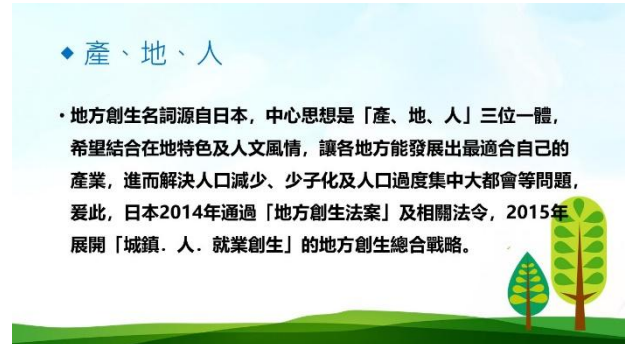 ◆產、地、人
•地方創生名詞源自日本，中心思想是「產、地、人」三位一體，
希望結合在地特色及人文風情，讓各地方能發展出最適合自己的
產業，進而解決人口減少、少子化及人口過度集中大都會等問題，
爰此，日本2014年通過「地方創生法案」及相關法令，2015年
展開「城鎮．人．就業創生」的地方創生總合戰略。